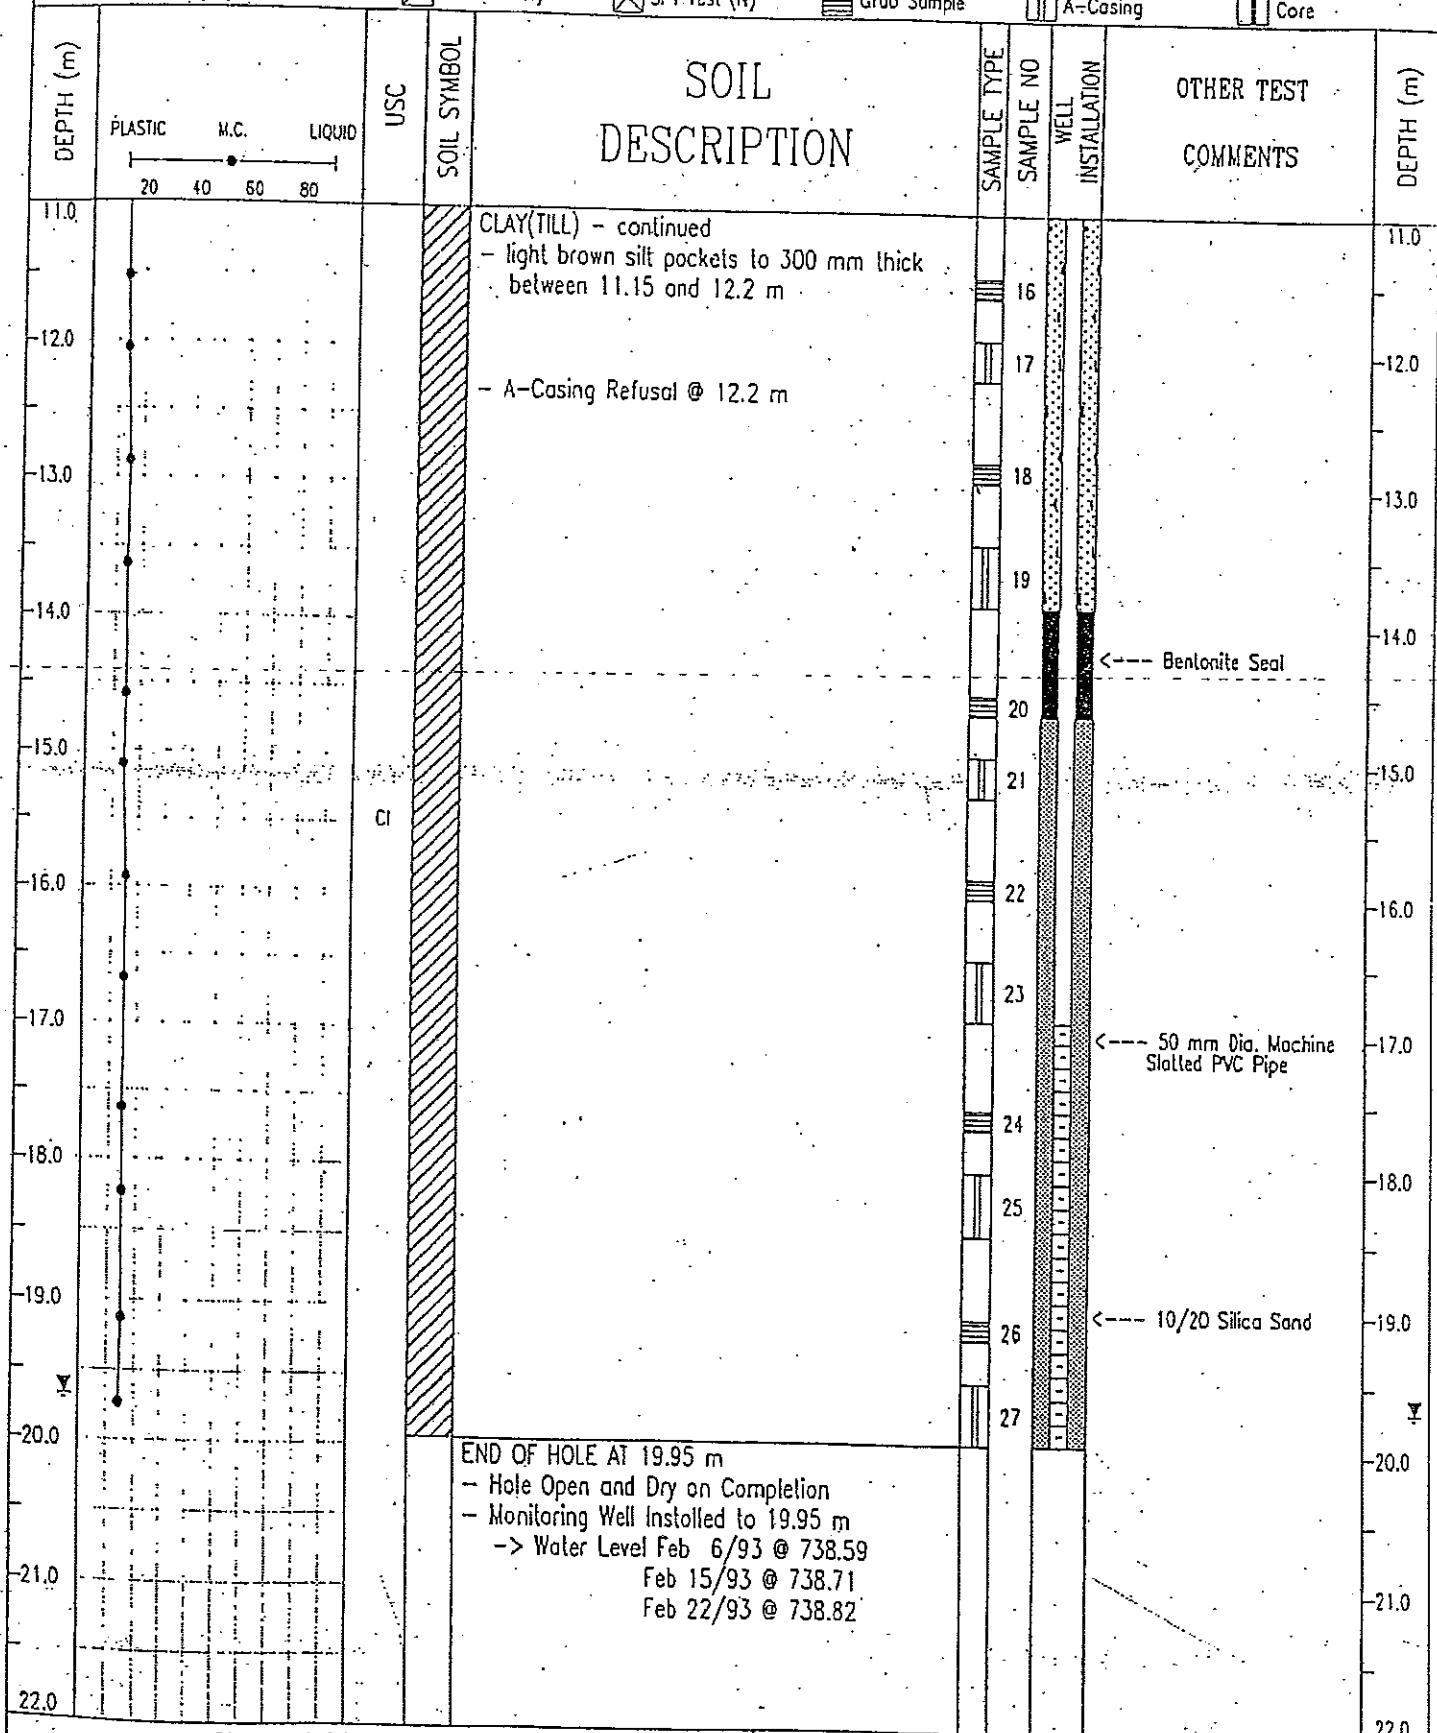 SPT Test (N) Grab Sample A-Casing Core
DEPTH (m)
PLASTIC M.C. LIQUID
20 40 60 80
USC
SOIL SYMBOL
SOIL
DESCRIPTION
SAMPLE TYPE
SAMPLE NO
WELL
INSTALLATION
OTHER TEST
COMMENTS
DEPTH (m)
11.0
12.0
13.0
14.0
15.0
16.0
17.0
18.0
19.0
20.0
21.0
22.0
CI
CLAY(TILL) - continued
- light brown silt pockets to 300 mm thick
between 11.15 and 12.2 m
- A-Casing Refusal @ 12.2 m
END OF HOLE AT 19.95 m
- Hole Open and Dry on Completion
- Monitoring Well Installed to 19.95 m
-> Water Level Feb 6/93 @ 738.59
Feb 15/93 @ 738.71
Feb 22/93 @ 738.82
16
17
18
19
20
21
22
23
24
25
26
27
<--- Bentonite Seal
<--- 50 mm Dia. Machine
Slotted PVC Pipe
<--- 10/20 Silica Sand
11.0
12.0
13.0
14.0
15.0
16.0
17.0
18.0
19.0
20.0
21.0
22.0